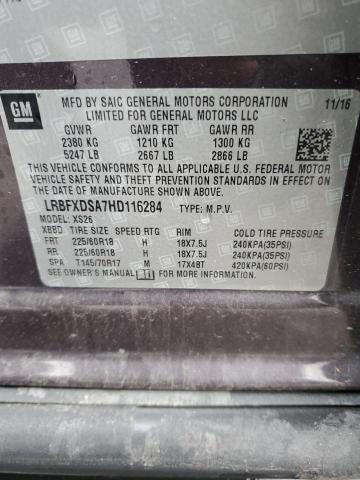 GM
MFD BY SAIC GENERAL MOTORS CORPORATION 11/16
LIMITED FOR GENERAL MOTORS LLC
GVWR GAWR FRT GAWR RR
2380 KG 1210 KG 1300 KG
5247 LB 2667 LB 2866 LB
THIS VEHICLE CONFORMS TO ALL APPLICABLE U.S.
FEDERAL MOTOR VEHICLE SAFETY, BUMPER, AND
THEFT PREVENTION STANDARDS IN EFFECT ON THE
DATE OF MANUFACTURE SHOWN ABOVE.
LRBFXDSA7HD116284 TYPE: M.P.V.
MODEL: XS26
XBBD TIRE SIZE SPEED RTG RIM COLD TIRE PRESSURE
FRT 225/60R18 H 18X7.5J 240KPA(35PSI)
RR 225/60R18 H 18X7.5J 240KPA(35PSI)
SPA T145/70R17 M 17X4BT 420KPA(60PSI)
SEE OWNER'S MANUAL FOR ADDITIONAL INFORMATION